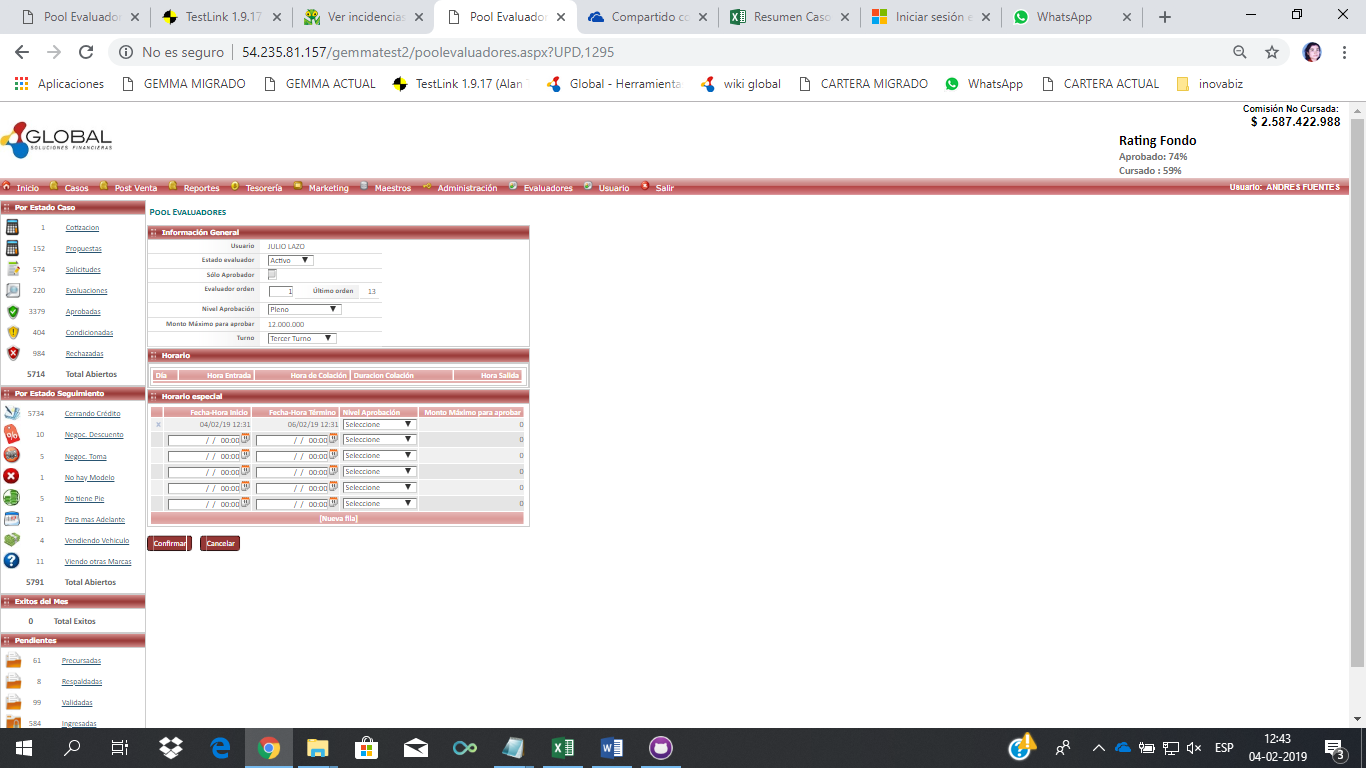 Pool Evaluador
TestLink 1.9.17
Ver incidencias
Pool Evaluador
Compartido co
Resumen Caso
Iniciar sesión e
WhatsApp
No es seguro | 54.235.81.157/gemmatest2/poolevaluadores.aspx?UPD,1295
Aplicaciones GEMMA MIGRADO GEMMA ACTUAL TestLink 1.9.17 (Alan Global - Herramienta wiki global CARTERA MIGRADO WhatsApp CARTERA ACTUAL inovabiz
Comisión No Cursada:
$ 2.587.422.988
GLOBAL
SOLUCIONES FINANCIERAS
Rating Fondo
Aprobado: 74%
Cursado : 59%
Inicio Casos Post Venta Reportes Tesorería Marketing Maestros Administración Evaluadores Usuario Salir Usuario: ANDRES FUENTES
Por Estado Caso
1 Cotizacion
152 Propuestas
574 Solicitudes
220 Evaluaciones
3379 Aprobadas
404 Condicionadas
984 Rechazadas
5714 Total Abiertos
Por Estado Seguimiento
5734 Cerrando Crédito
10 Negoc. Descuento
5 Negoc. Toma
1 No hay Modelo
5 No tiene Pie
21 Para mas Adelante
4 Vendiendo Vehiculo
11 Viendo otras Marcas
5791 Total Abiertos
Exitos del Mes
0 Total Exitos
Pendientes
61 Precursadas
8 Respaldadas
99 Validadas
584 Ingresadas
POOL EVALUADORES
Información General
Usuario JULIO LAZO
Estado evaluador Activo
Sólo Aprobador
Evaluador orden 1 Último orden 13
Nivel Aprobación Pleno
Monto Máximo para aprobar 12.000.000
Turno Tercer Turno
Horario
Día Hora Entrada Hora de Colación Duracion Colación Hora Salida
Horario especial
Fecha-Hora Inicio Fecha-Hora Término Nivel Aprobación Monto Máximo para aprobar
x 04/02/19 12:31 06/02/19 12:31 Seleccione 0
/ / 00:00 / / 00:00 Seleccione 0
/ / 00:00 / / 00:00 Seleccione 0
/ / 00:00 / / 00:00 Seleccione 0
/ / 00:00 / / 00:00 Seleccione 0
/ / 00:00 / / 00:00 Seleccione 0
[Nueva fila]
Confirmar Cancelar
ESP
12:43
04-02-2019
3